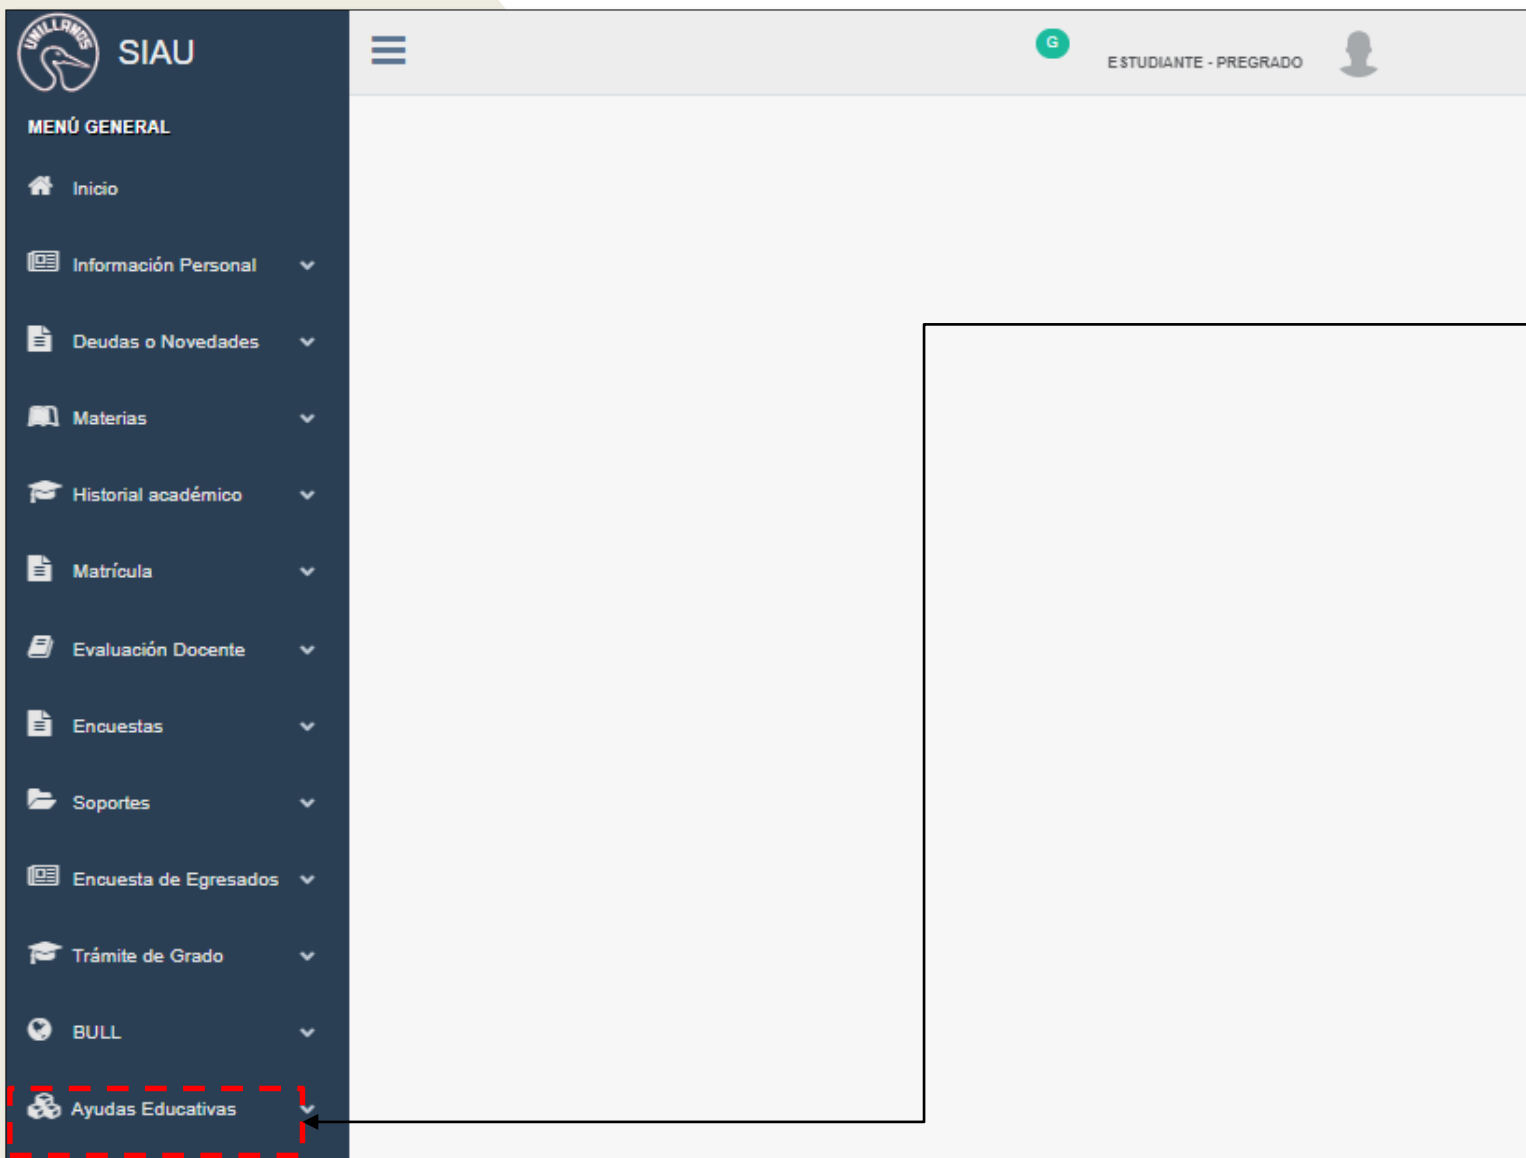 UNILLANOS
SIAU
G
ESTUDIANTE - PREGRADO
MENÚ GENERAL
Inicio
Información Personal
Deudas o Novedades
Materias
Historial académico
Matrícula
Evaluación Docente
Encuestas
Soportes
Encuesta de Egresados
Trámite de Grado
BULL
Ayudas Educativas